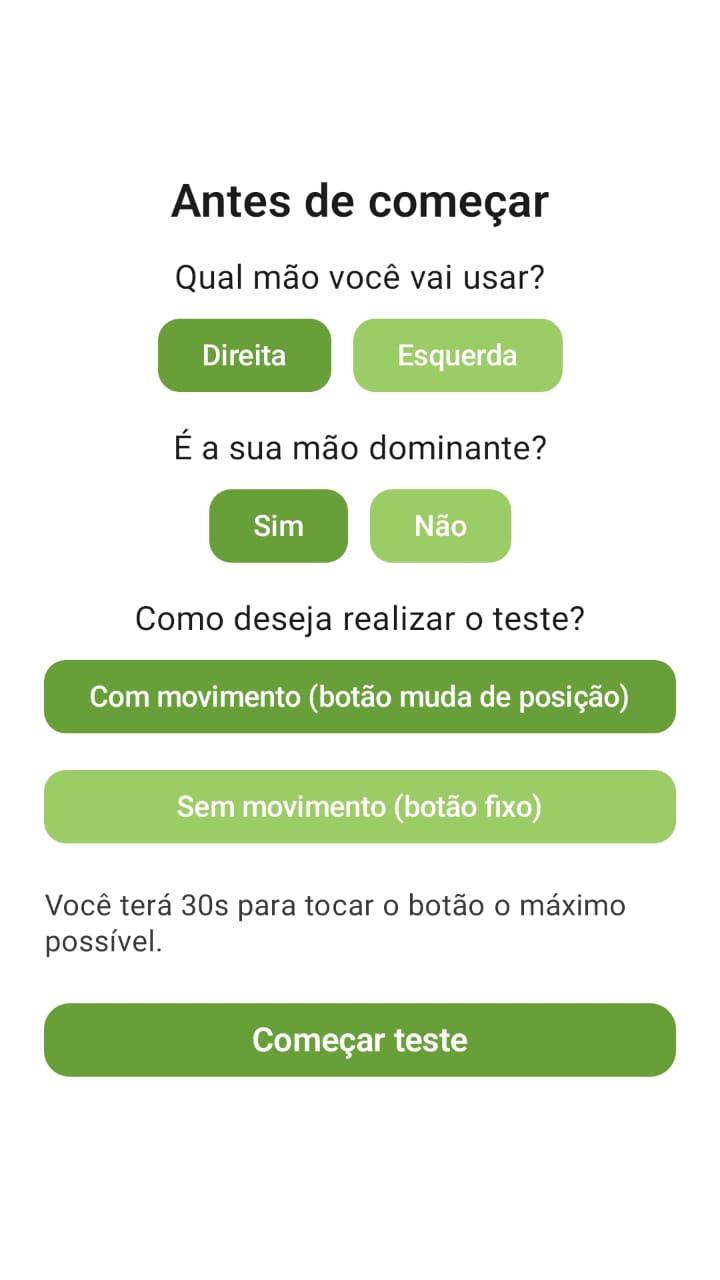 Antes de começar
Qual mão você vai usar?
Direita
Esquerda
É a sua mão dominante?
Sim
Não
Como deseja realizar o teste?
Com movimento (botão muda de posição)
Sem movimento (botão fixo)
Você terá 30s para tocar o botão o máximo
possível.
Começar teste